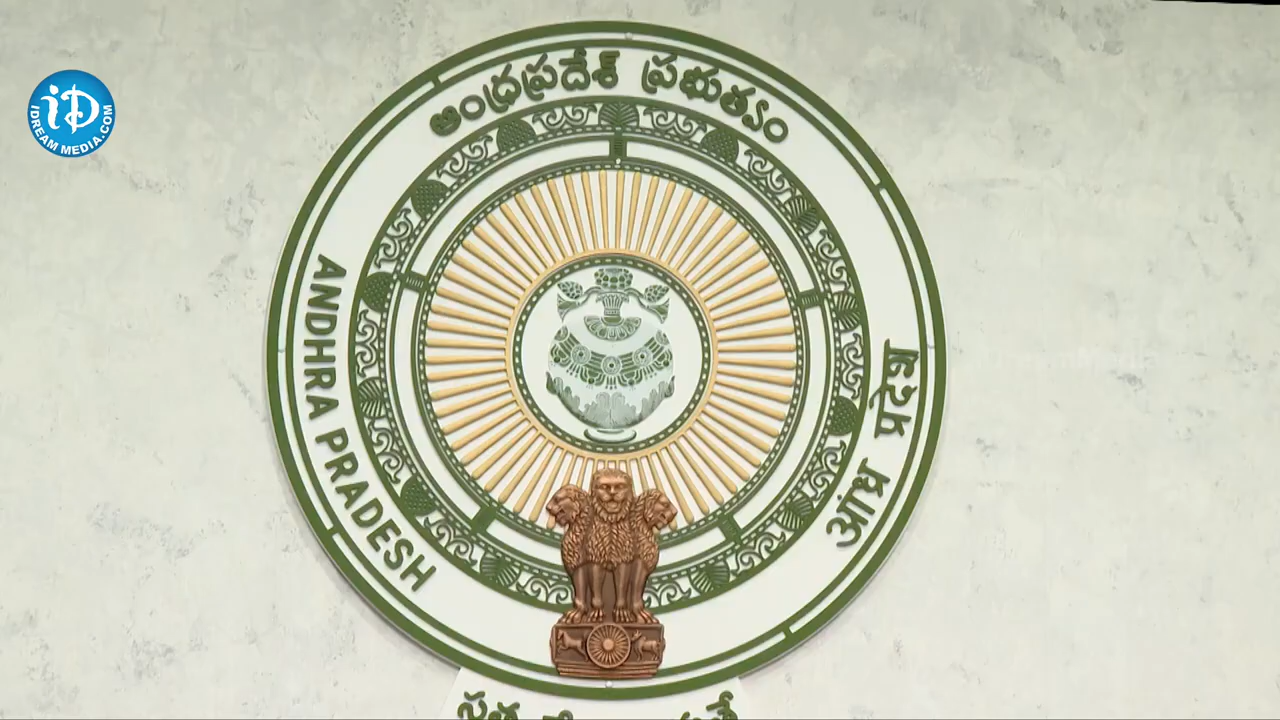 iD
IDREAM MEDIA.COM
ఆంధ్రప్రదేశ్ ప్రభుత్వం
ANDHRA PRADESH
आंध्र प्रदेश